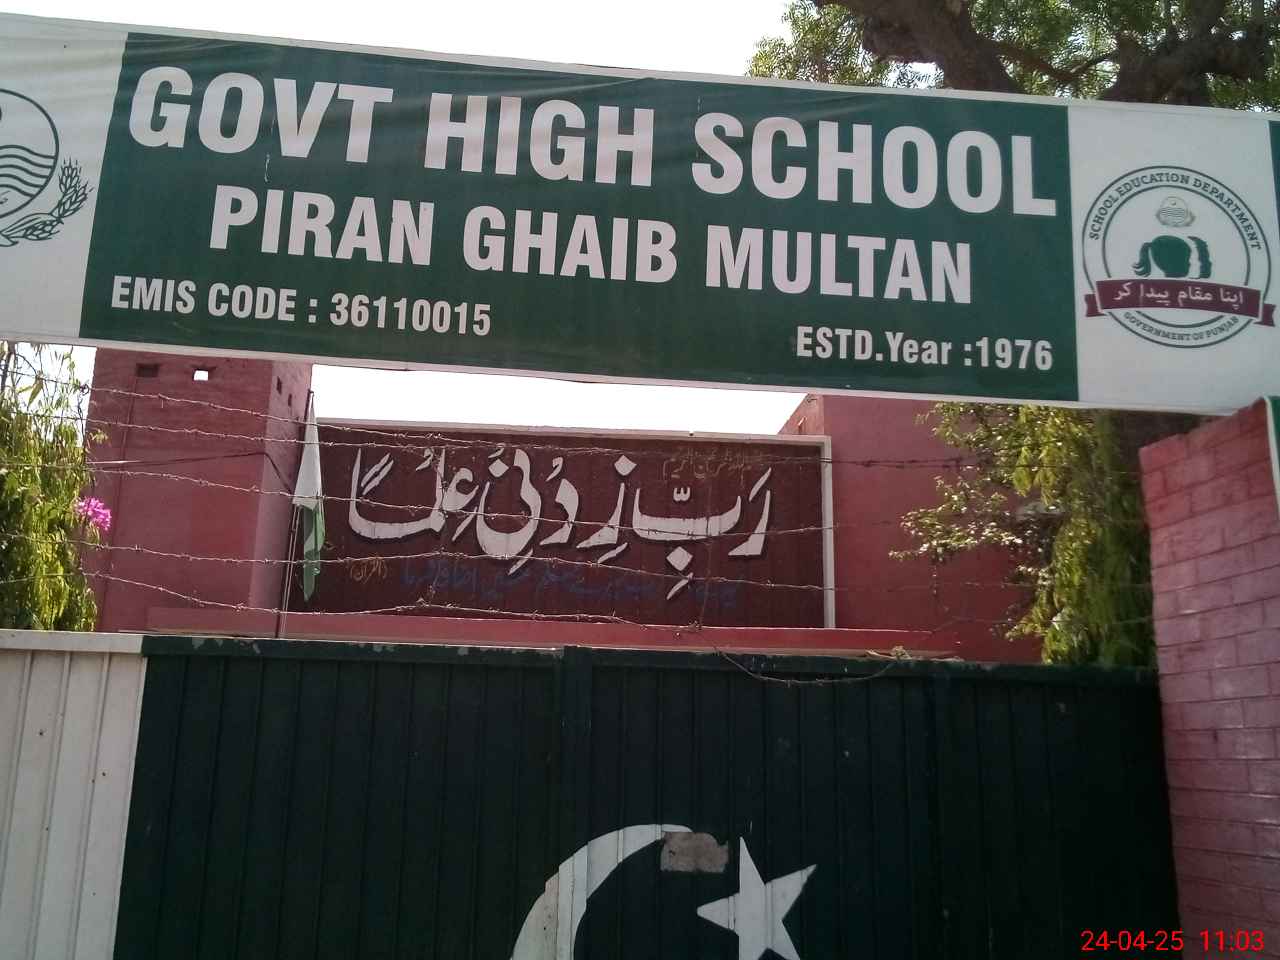 GOVT HIGH SCHOOL
PIRAN GHAIB MULTAN
EMIS CODE : 36110015
ESTD.Year :1976
SCHOOL EDUCATION DEPARTMENT
اپنا مقام پیدا کر
GOVERNMENT OF PUNJAB
رَبِّ زِدْنِیْ عِلْمًا
(القرآن)
24-04-25 11:03